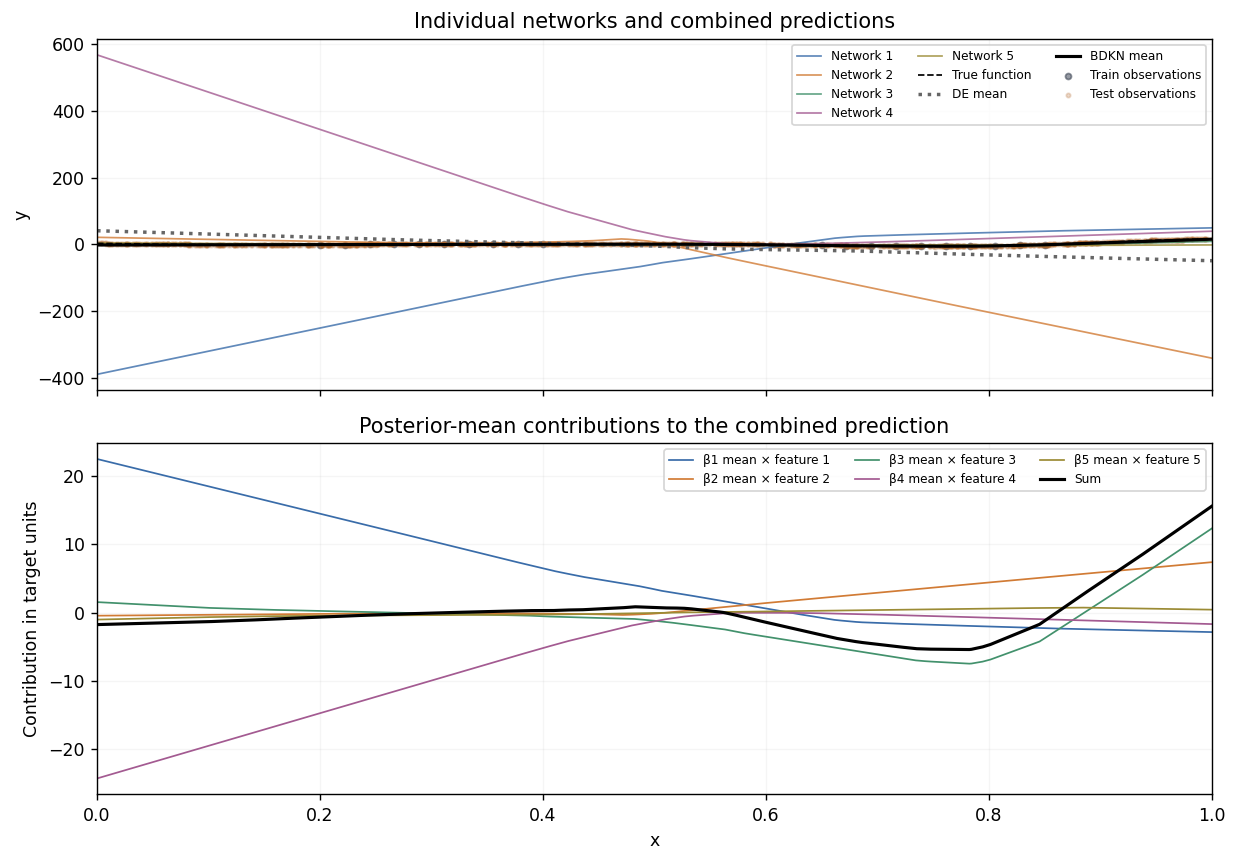 Individual networks and combined predictions
600
400
200
0
−200
−400
y
Network 1
Network 2
Network 3
Network 4
Network 5
True function
DE mean
BDKN mean
Train observations
Test observations
Posterior-mean contributions to the combined prediction
20
10
0
−10
−20
Contribution in target units
β1 mean × feature 1
β2 mean × feature 2
β3 mean × feature 3
β4 mean × feature 4
β5 mean × feature 5
Sum
0.0 0.2 0.4 0.6 0.8 1.0
x